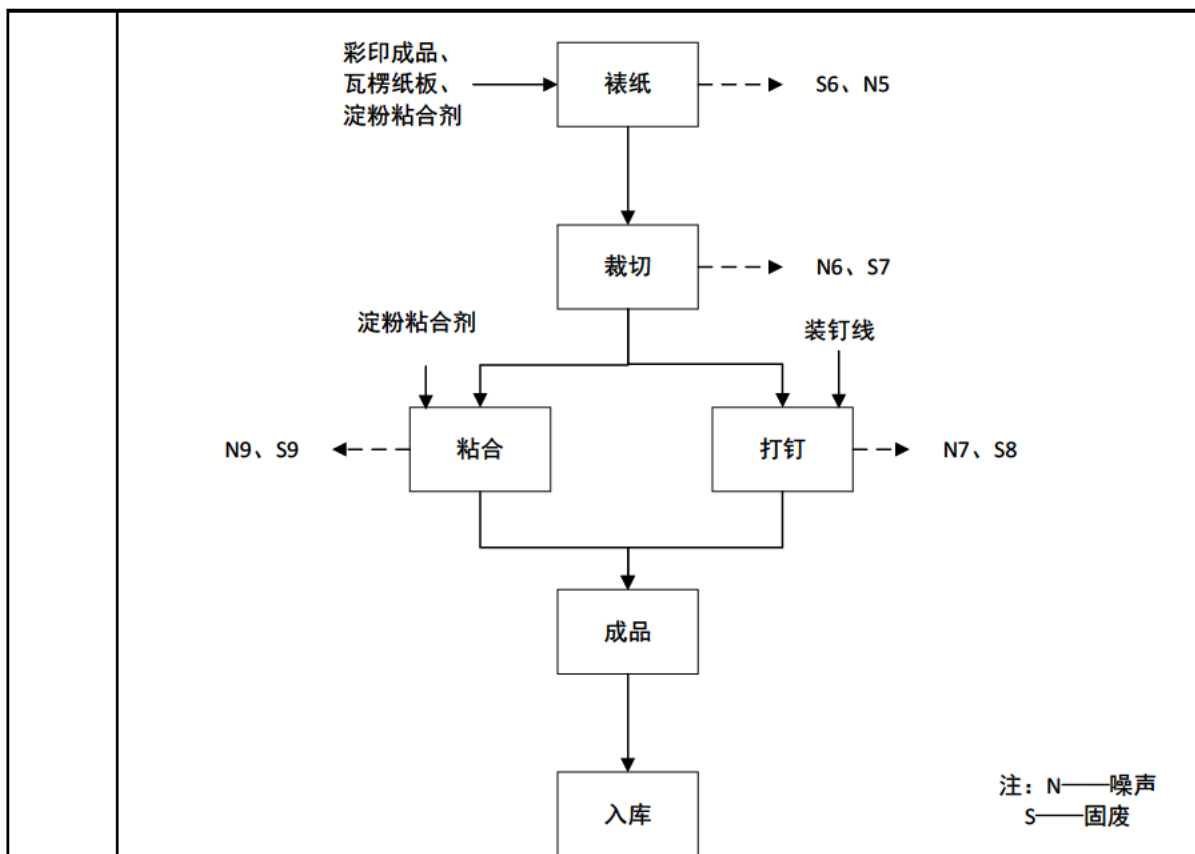 彩印成品、
瓦楞纸板、
淀粉粘合剂
裱纸
S6、N5
裁切
N6、S7
淀粉粘合剂
装钉线
N9、S9
粘合
打钉
N7、S8
成品
入库
注：N——噪声
S——固废